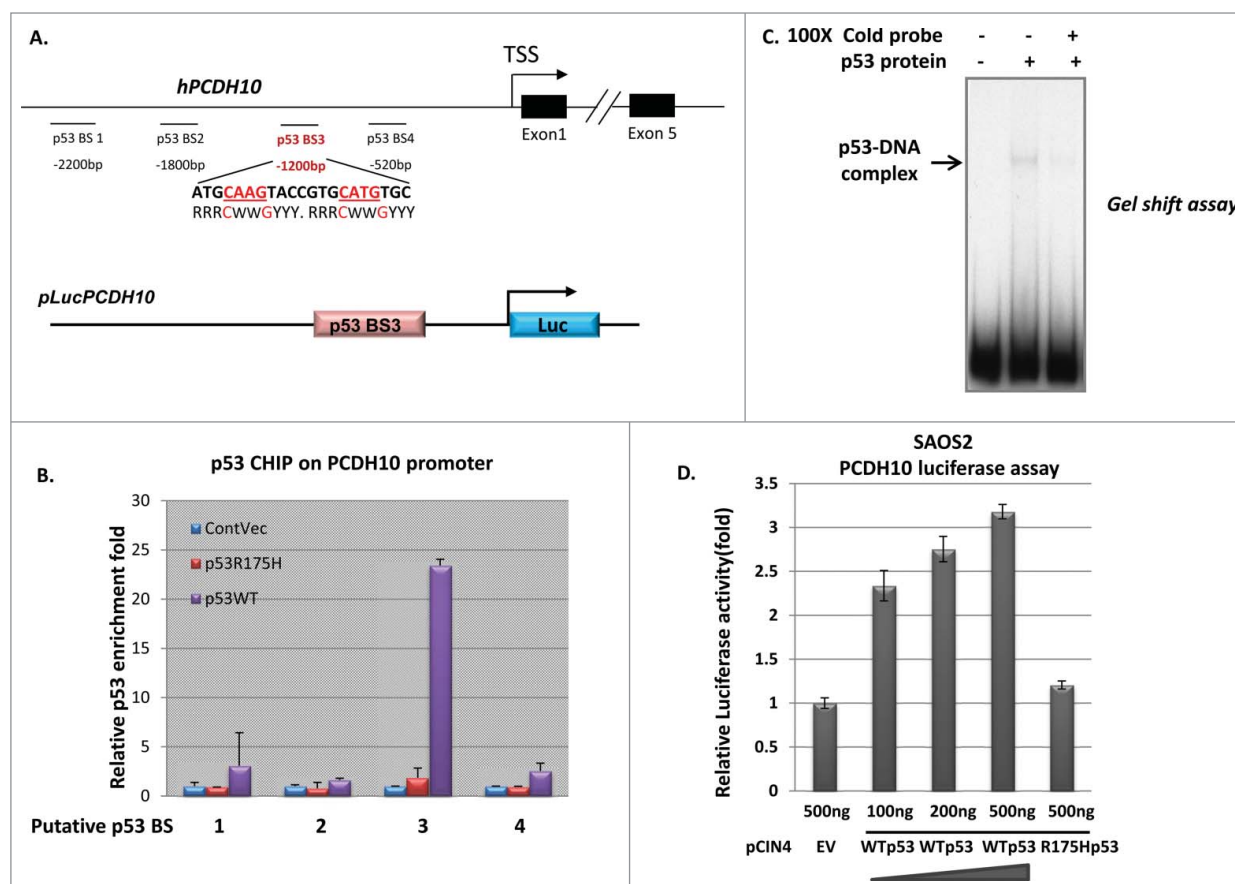 A.
TSS
hPCDH10
Exon1
Exon 5
p53 BS 1
p53 BS2
p53 BS3
p53 BS4
-2200bp
-1800bp
-1200bp
-520bp
ATGCAAGTACCGTGCATGTGC
RRRCWWGYYY. RRRCWWGYYY
pLucPCDH10
p53 BS3
Luc
C. 100X Cold probe - - +
p53 protein - + +
p53-DNA
complex
Gel shift assay
B.
p53 CHIP on PCDH10 promoter
Relative p53 enrichment fold
30
25
20
15
10
5
0
ContVec
p53R175H
p53WT
Putative p53 BS 1 2 3 4
D.
SAOS2
PCDH10 luciferase assay
Relative Luciferase activity(fold)
3.5
3
2.5
2
1.5
1
0.5
0
500ng 100ng 200ng 500ng 500ng
pCIN4 EV WTp53 WTp53 WTp53 R175Hp53